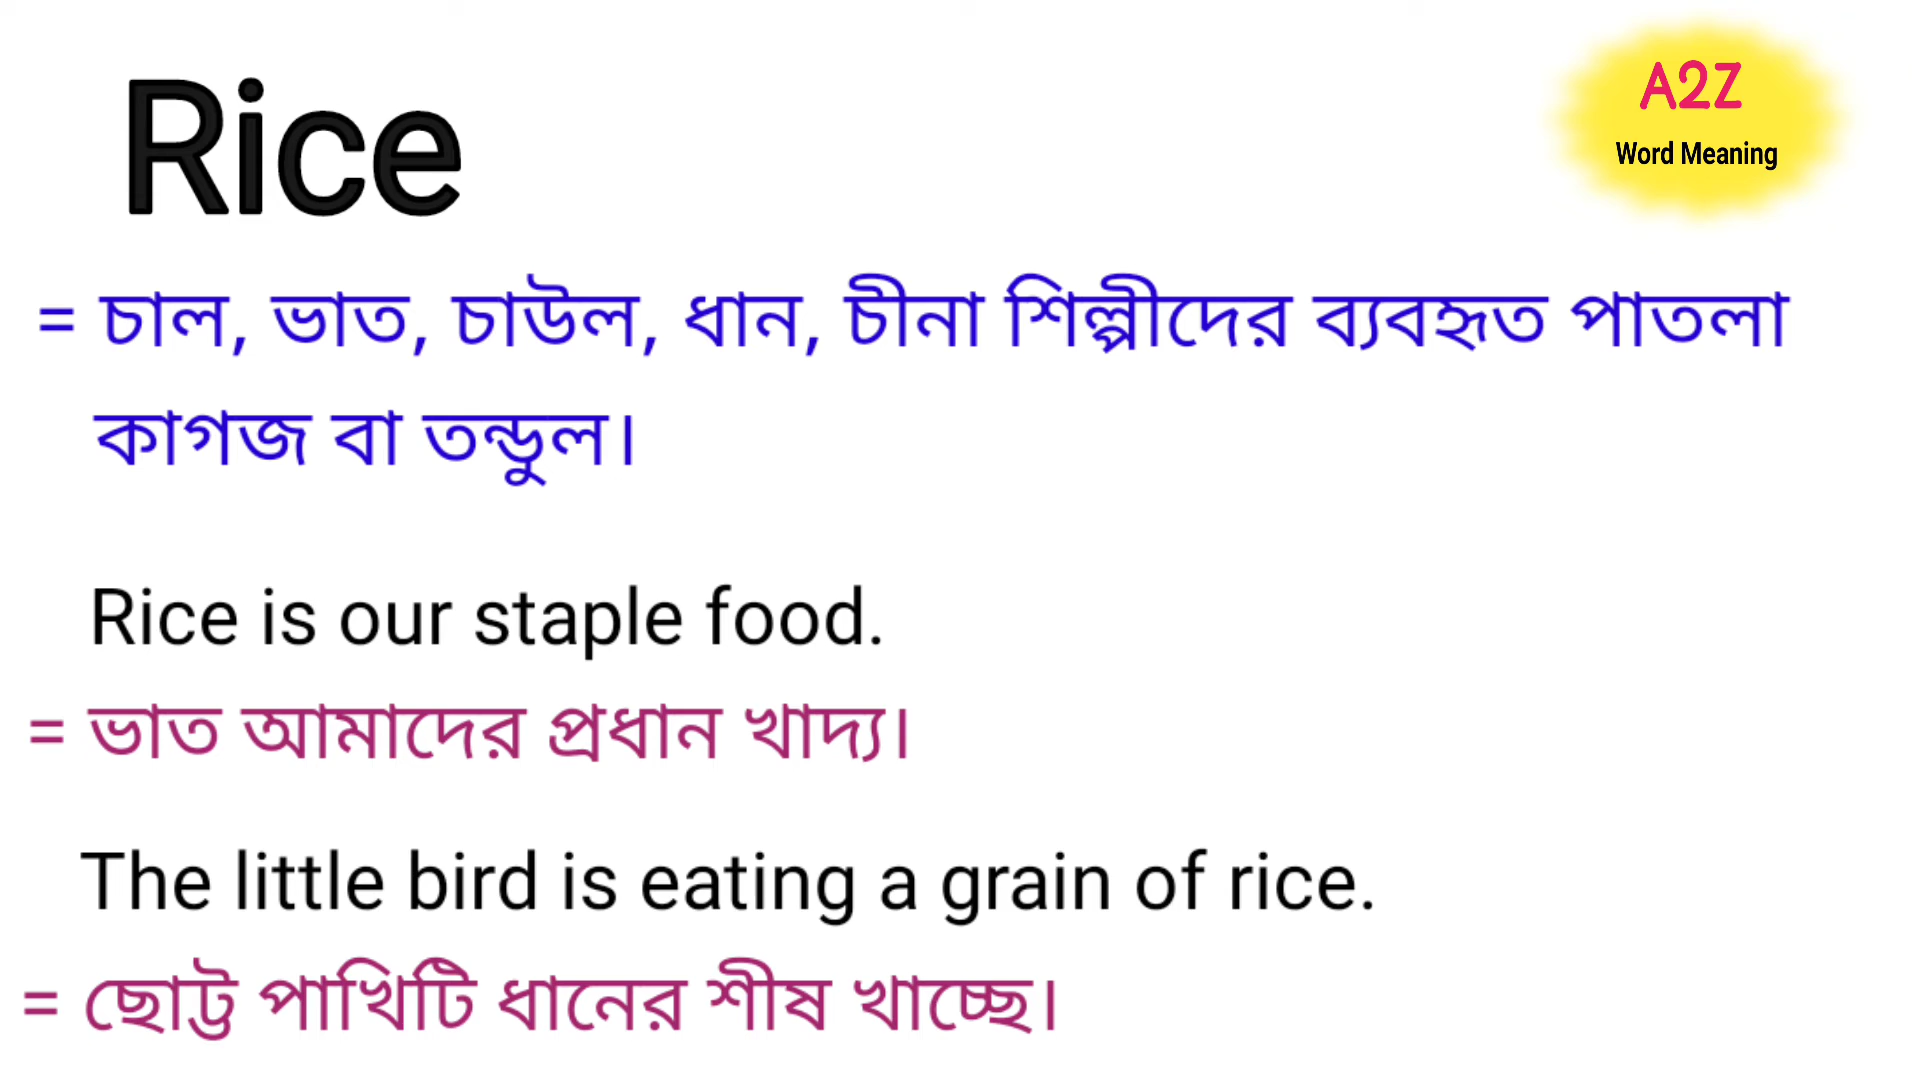 Rice
A2Z
Word Meaning
= চাল, ভাত, চাউল, ধান, চীনা শিল্পীদের ব্যবহৃত পাতলা
কাগজ বা তন্ডুল।
Rice is our staple food.
= ভাত আমাদের প্রধান খাদ্য।
The little bird is eating a grain of rice.
= ছোট্ট পাখিটি ধানের শীষ খাচ্ছে।